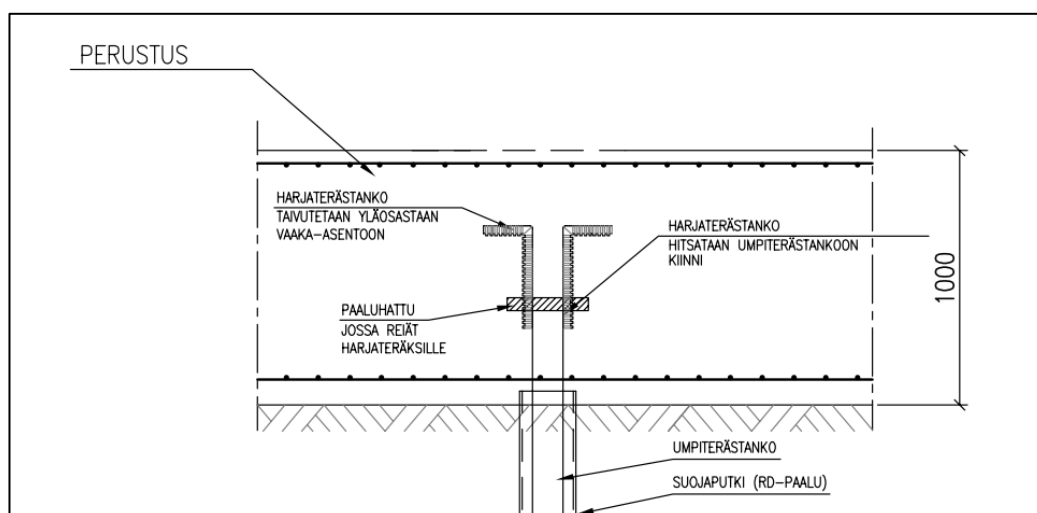 PERUSTUS
HARJATERÄSTANKO
TAIVUTETAAN YLÄOSASTAAN
VAAKA-ASENTOON
HARJATERÄSTANKO
HITSATAAN UMPITERÄSTANKOON
KIINNI
PAALUHATTU
JOSSA REIÄT
HARJATERÄKSILLE
1000
UMPITERÄSTANKO
SUOJAPUTKI (RD-PAALU)